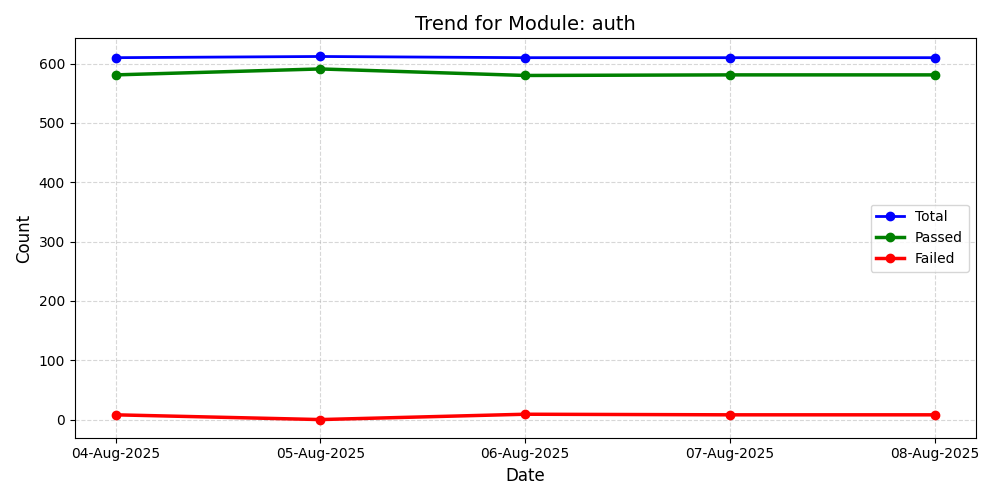 Trend for Module: auth
Count
600
500
400
300
200
100
0
Total
Passed
Failed
04-Aug-2025
05-Aug-2025
06-Aug-2025
07-Aug-2025
08-Aug-2025
Date